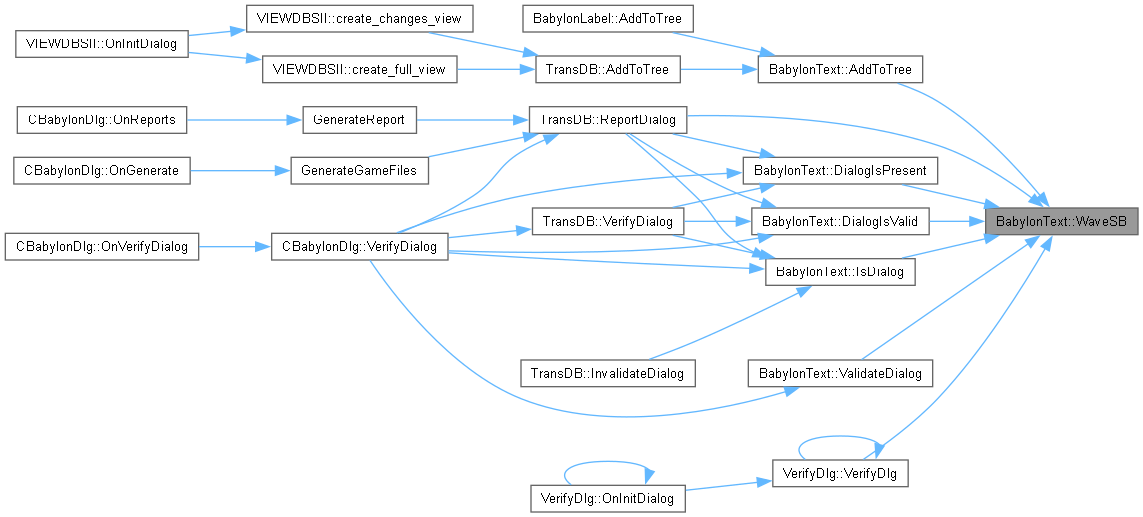 VIEWDBSII::create_changes_view
BabylonLabel::AddToTree
VIEWDBSII::OnInitDialog
VIEWDBSII::create_full_view
TransDB::AddToTree
BabylonText::AddToTree
CBabylonDlg::OnReports
GenerateReport
TransDB::ReportDialog
CBabylonDlg::OnGenerate
GenerateGameFiles
BabylonText::DialogIsPresent
TransDB::VerifyDialog
BabylonText::DialogIsValid
BabylonText::WaveSB
CBabylonDlg::OnVerifyDialog
CBabylonDlg::VerifyDialog
BabylonText::IsDialog
TransDB::InvalidateDialog
BabylonText::ValidateDialog
VerifyDlg::VerifyDlg
VerifyDlg::OnInitDialog